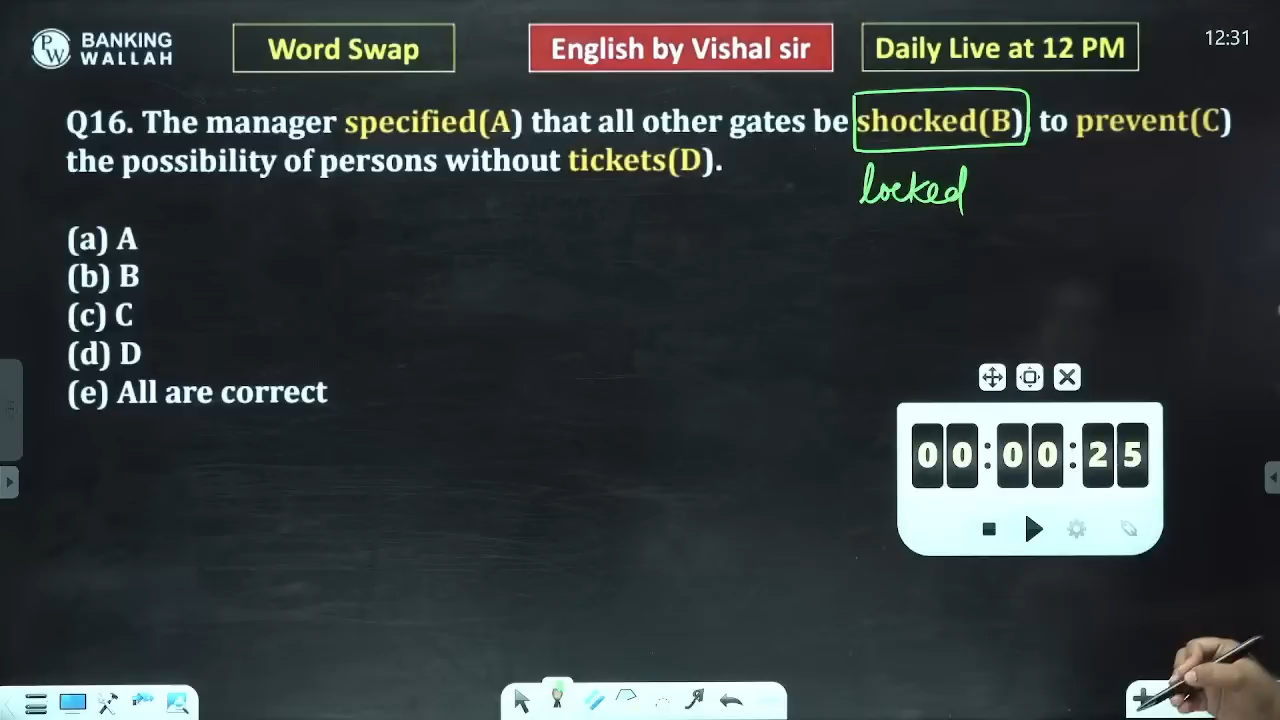 PW
BANKING
WALLAH
Word Swap
English by Vishal sir
Daily Live at 12 PM
12:31
Q16. The manager specified(A) that all other gates be shocked(B), to prevent(C)
the possibility of persons without tickets(D).
locked
(a) A
(b) B
(c) C
(d) D
(e) All are correct
00:00:25